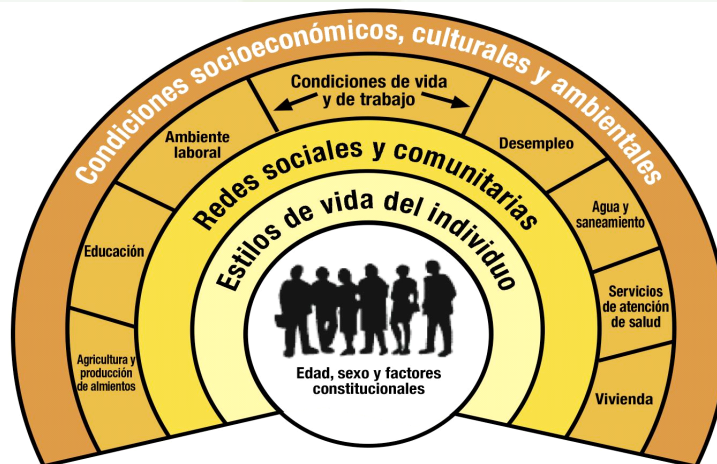 Condiciones socioeconómicos, culturales y ambientales
Condiciones de vida
y de trabajo
Ambiente
laboral
Desempleo
Redes sociales y comunitarias
Educación
Agua y
saneamiento
Estilos de vida del individuo
Servicios
de atención
de salud
Agricultura y
producción
de almientos
Vivienda
Edad, sexo y factores
constitucionales